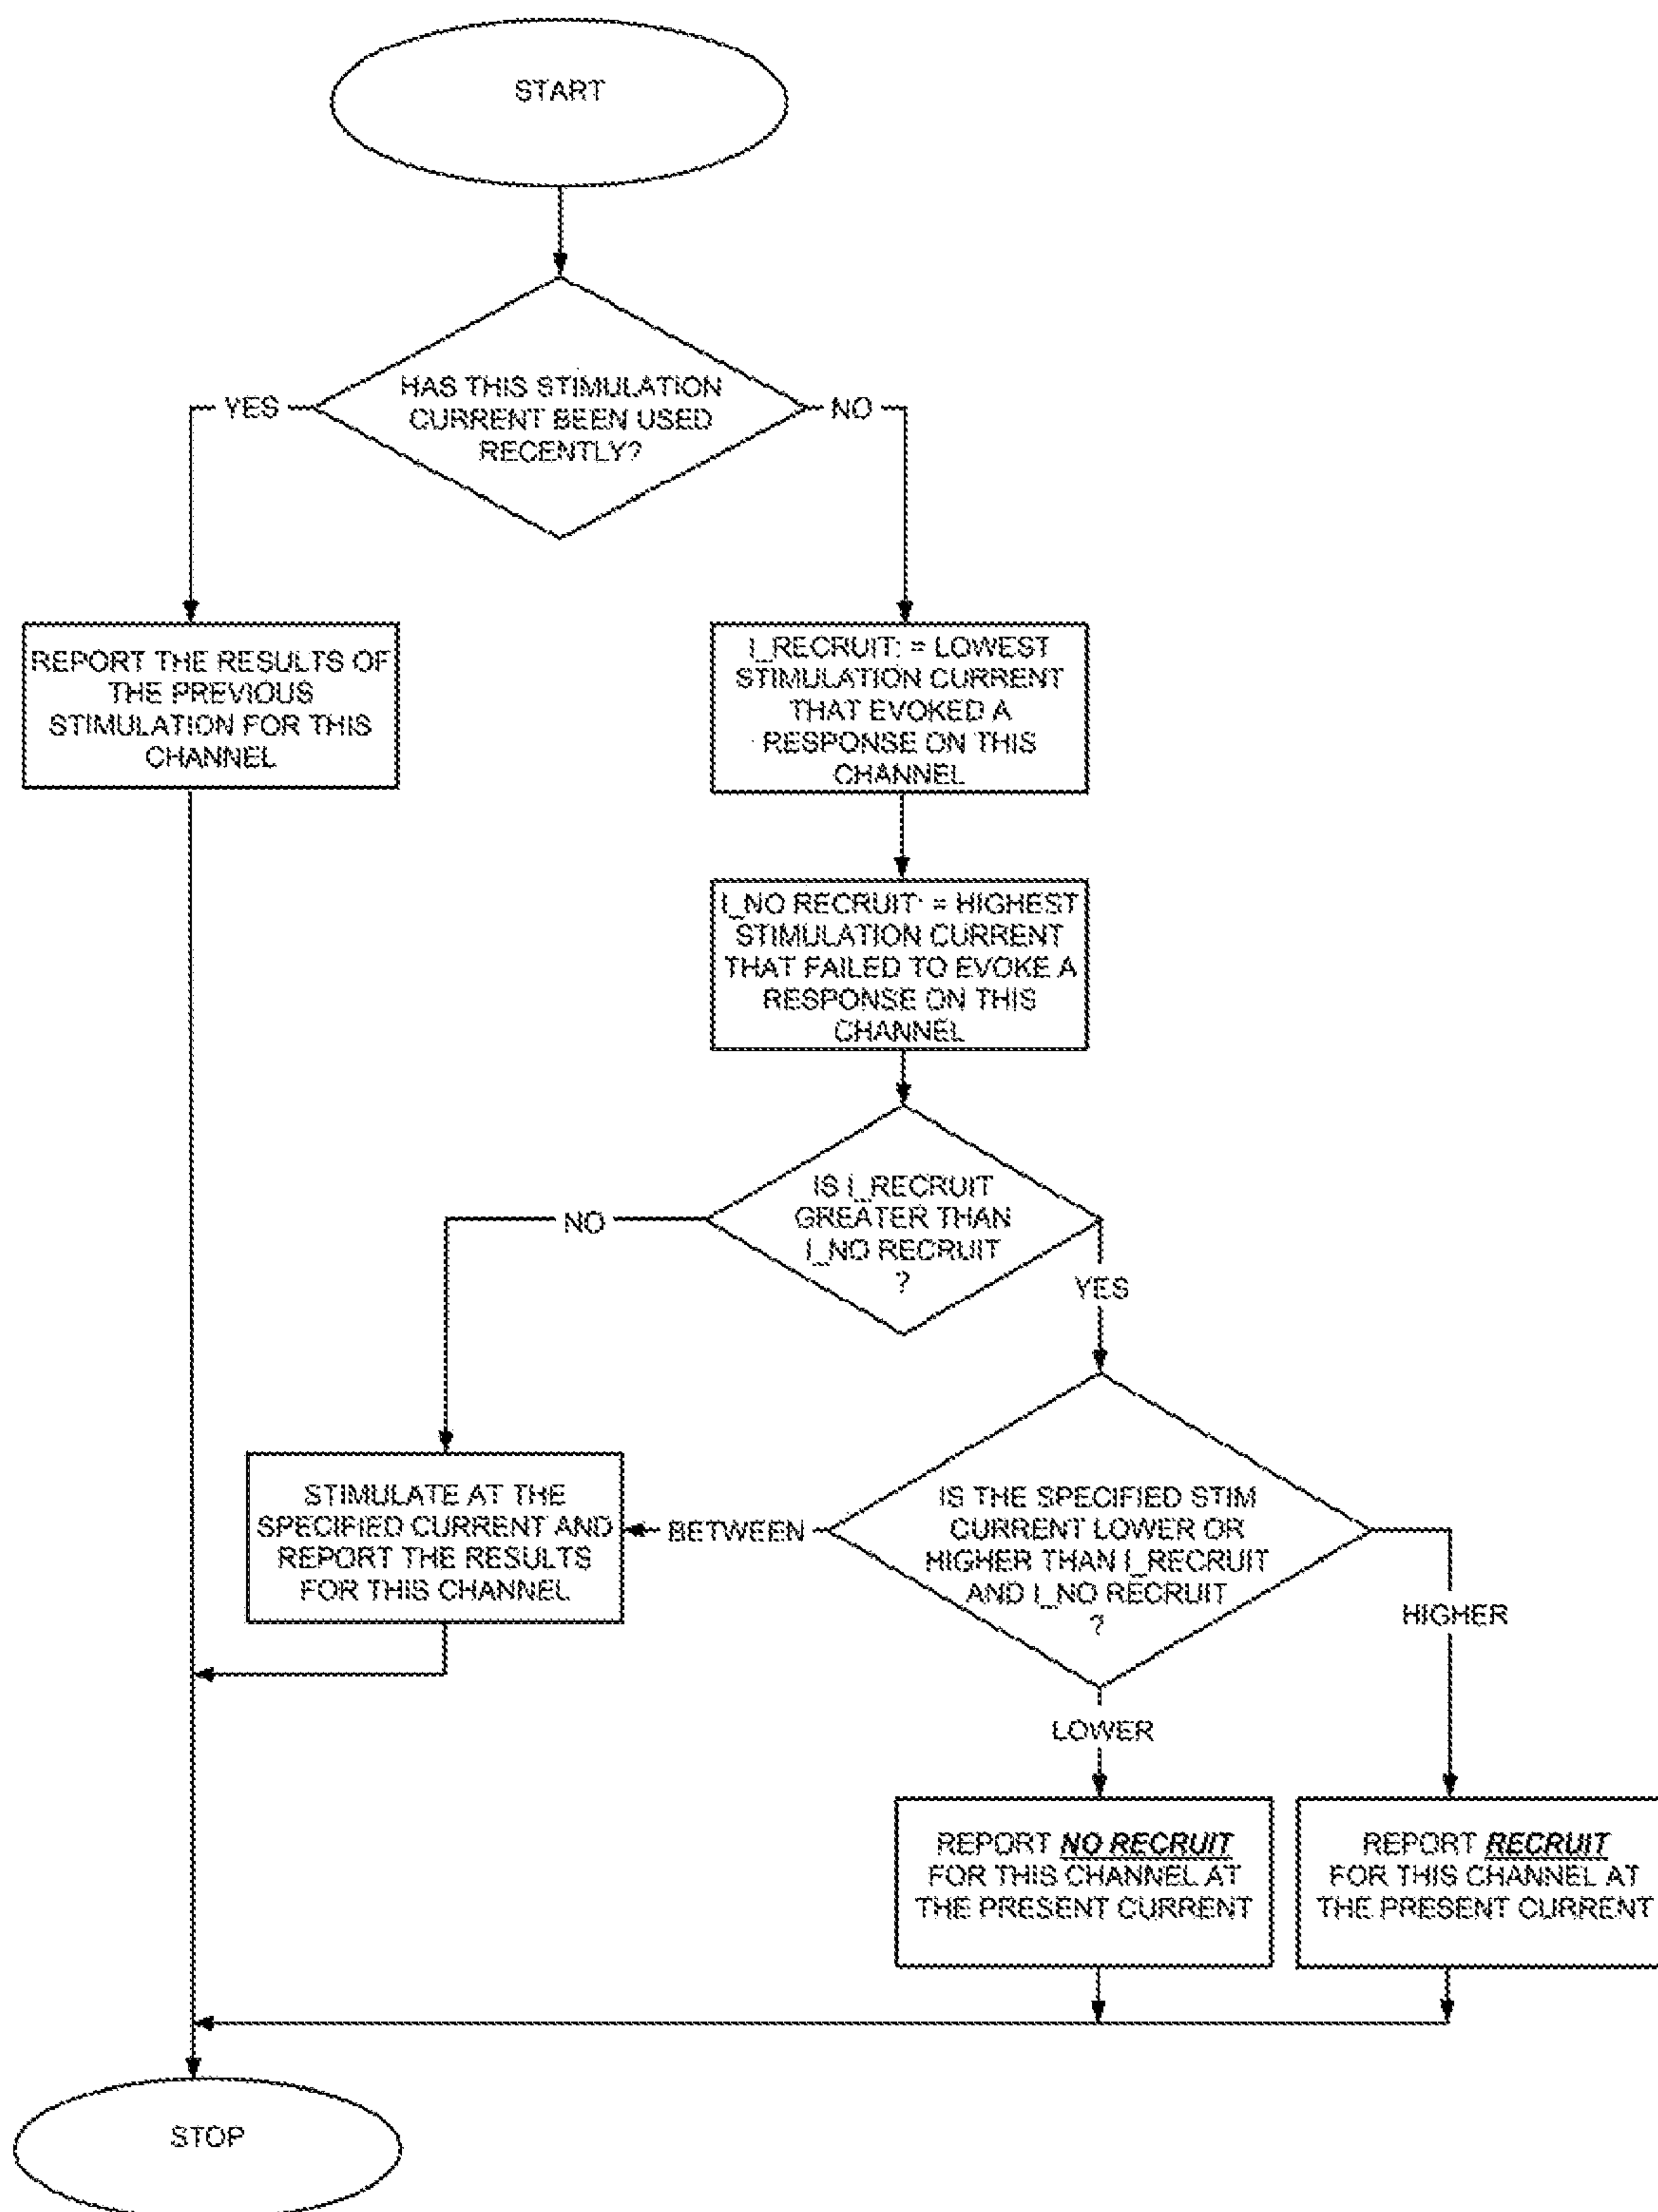 START
HAS THIS STIMULATION
CURRENT BEEN USED
RECENTLY?
YES
NO
REPORT THE RESULTS OF
THE PREVIOUS
STIMULATION FOR THIS
CHANNEL
I_RECRUIT: = LOWEST
STIMULATION CURRENT
THAT EVOKED A
RESPONSE ON THIS
CHANNEL
I_NO RECRUIT: = HIGHEST
STIMULATION CURRENT
THAT FAILED TO EVOKE A
RESPONSE ON THIS
CHANNEL
IS I_RECRUIT
GREATER THAN
I_NO RECRUIT
?
NO
YES
STIMULATE AT THE
SPECIFIED CURRENT AND
REPORT THE RESULTS
FOR THIS CHANNEL
BETWEEN
IS THE SPECIFIED STIM
CURRENT LOWER OR
HIGHER THAN I_RECRUIT
AND I_NO RECRUIT
?
HIGHER
LOWER
REPORT NO RECRUIT
FOR THIS CHANNEL AT
THE PRESENT CURRENT
REPORT RECRUIT
FOR THIS CHANNEL AT
THE PRESENT CURRENT
STOP